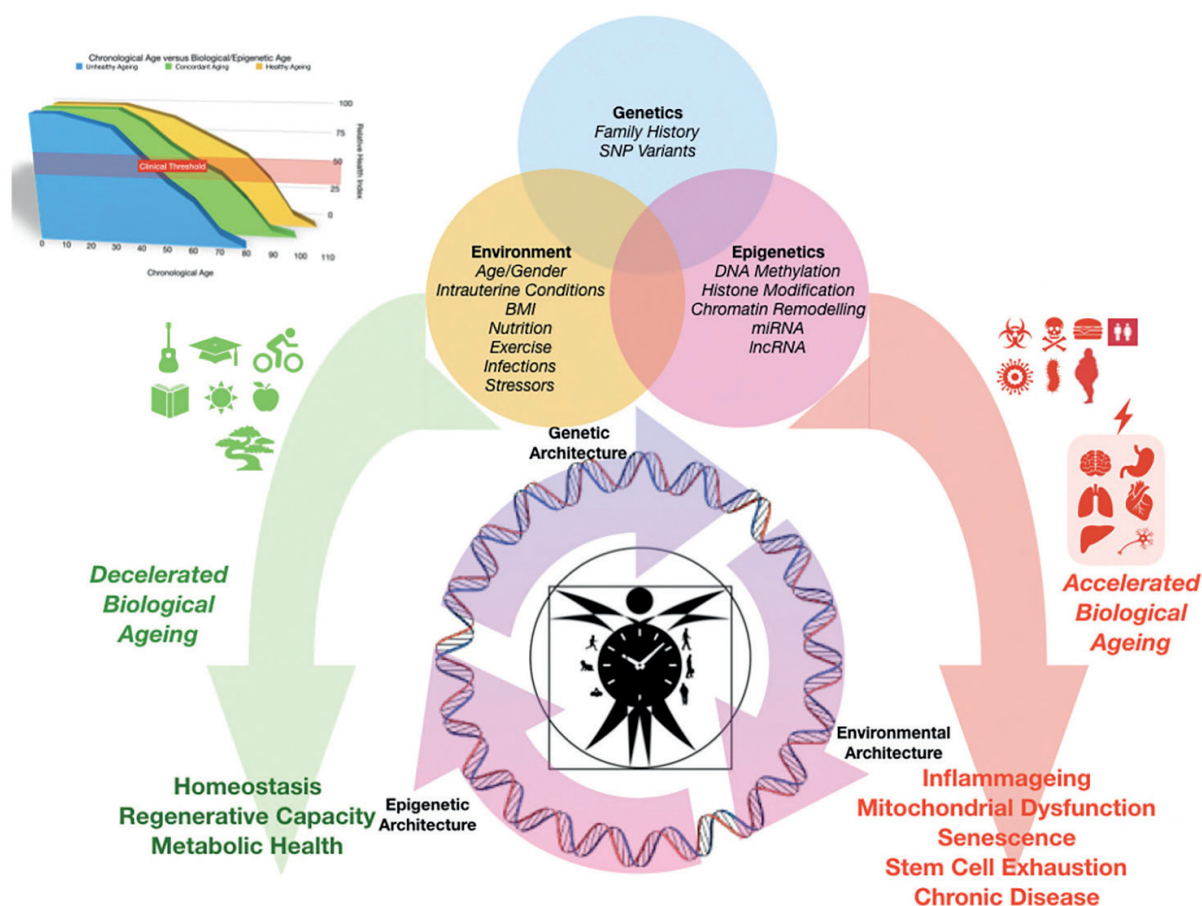 Chronological Age versus Biological/Epigenetic Age
Unhealthy Ageing Concordant Aging Healthy Ageing
100
75
50
25
0
Relative Health Index
Clinical Threshold
0 10 20 30 40 50 60 70 80 90 100 110
Chronological Age
Genetics
Family History
SNP Variants
Environment
Age/Gender
Intrauterine Conditions
BMI
Nutrition
Exercise
Infections
Stressors
Epigenetics
DNA Methylation
Histone Modification
Chromatin Remodelling
miRNA
lncRNA
Genetic
Architecture
Decelerated
Biological
Ageing
Accelerated
Biological
Ageing
Environmental
Architecture
Epigenetic
Architecture
Homeostasis
Regenerative Capacity
Metabolic Health
Inflammageing
Mitochondrial Dysfunction
Senescence
Stem Cell Exhaustion
Chronic Disease